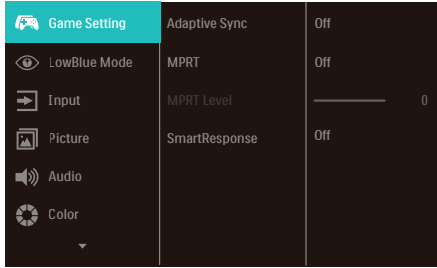 Game Setting Adaptive Sync Off
LowBlue Mode MPRT Off
Input MPRT Level 0
Picture SmartResponse Off
Audio
Color